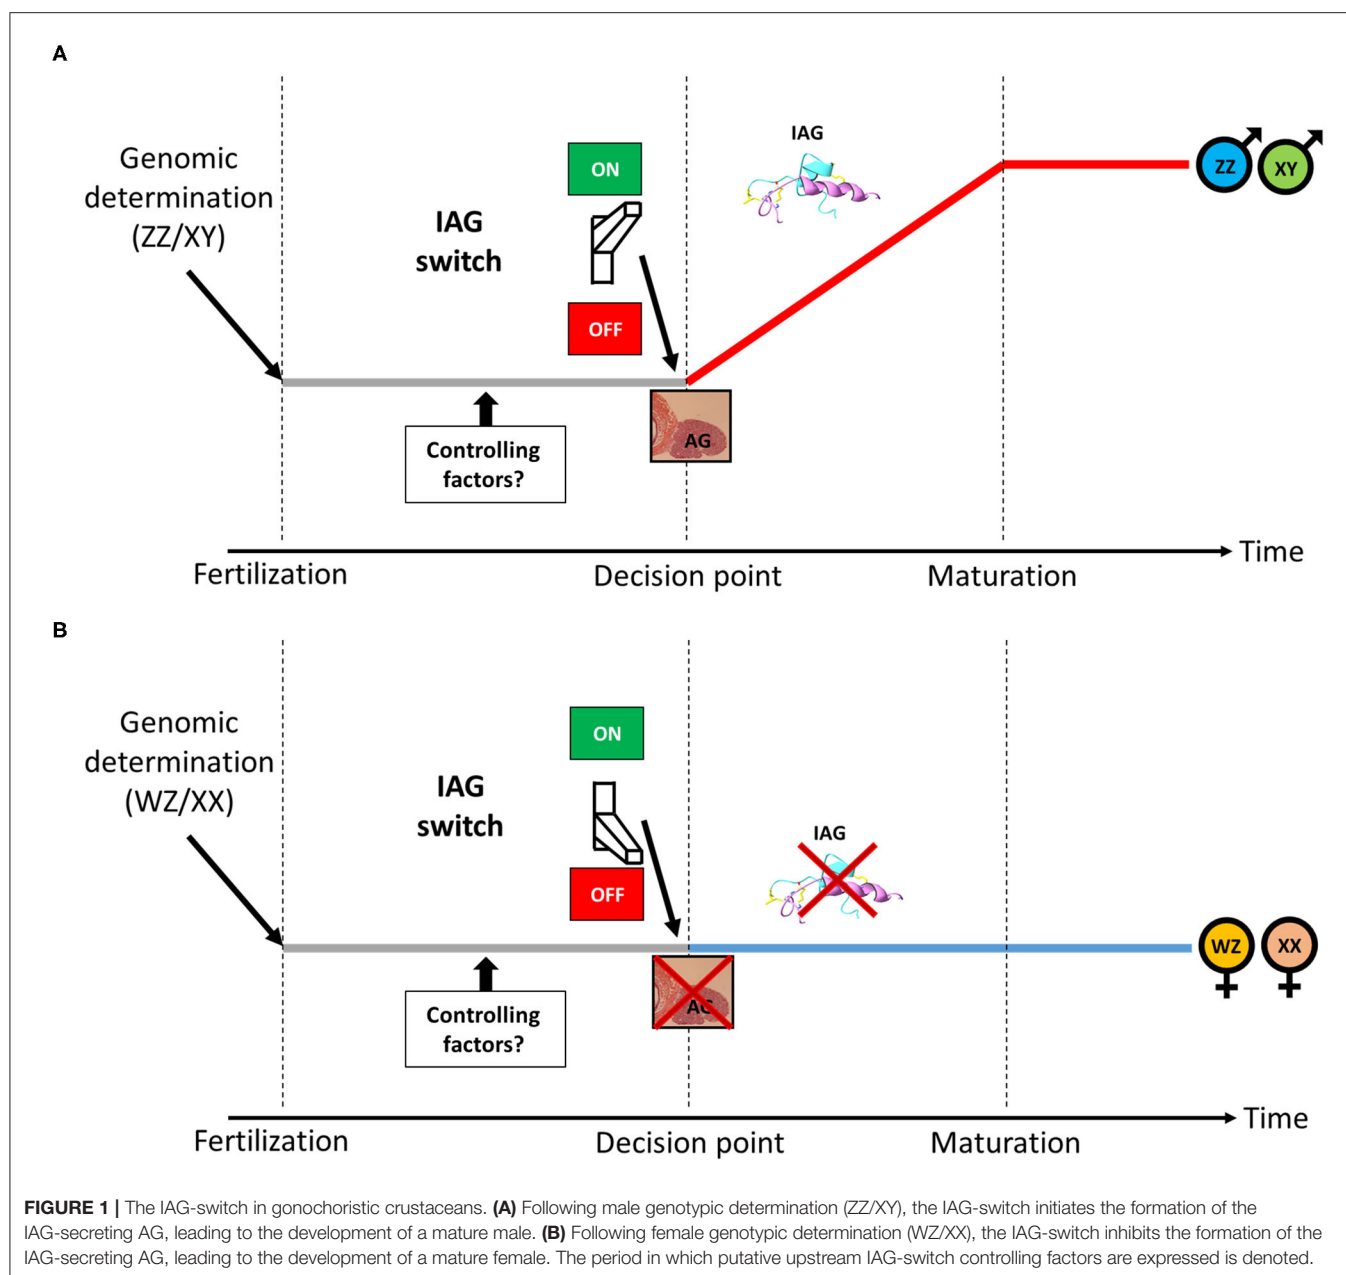 A
Genomic
determination
(ZZ/XY)
IAG
switch
ON
OFF
IAG
ZZ
XY
AG
Controlling
factors?
Time
Fertilization
Decision point
Maturation
B
Genomic
determination
(WZ/XX)
IAG
switch
ON
OFF
IAG
WZ
XX
AG
Controlling
factors?
Time
Fertilization
Decision point
Maturation
FIGURE 1 | The IAG-switch in gonochoristic crustaceans. (A) Following male genotypic determination (ZZ/XY), the IAG-switch initiates the formation of the
IAG-secreting AG, leading to the development of a mature male. (B) Following female genotypic determination (WZ/XX), the IAG-switch inhibits the formation of the
IAG-secreting AG, leading to the development of a mature female. The period in which putative upstream IAG-switch controlling factors are expressed is denoted.